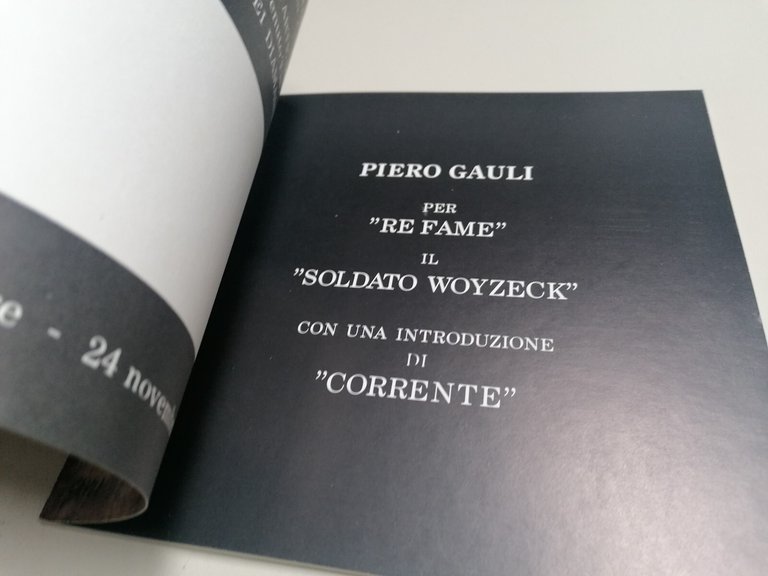 e - 24 novem
PIERO GAULI
PER
"RE FAME"
IL
"SOLDATO WOYZECK"
CON UNA INTRODUZIONE
DI
"CORRENTE"